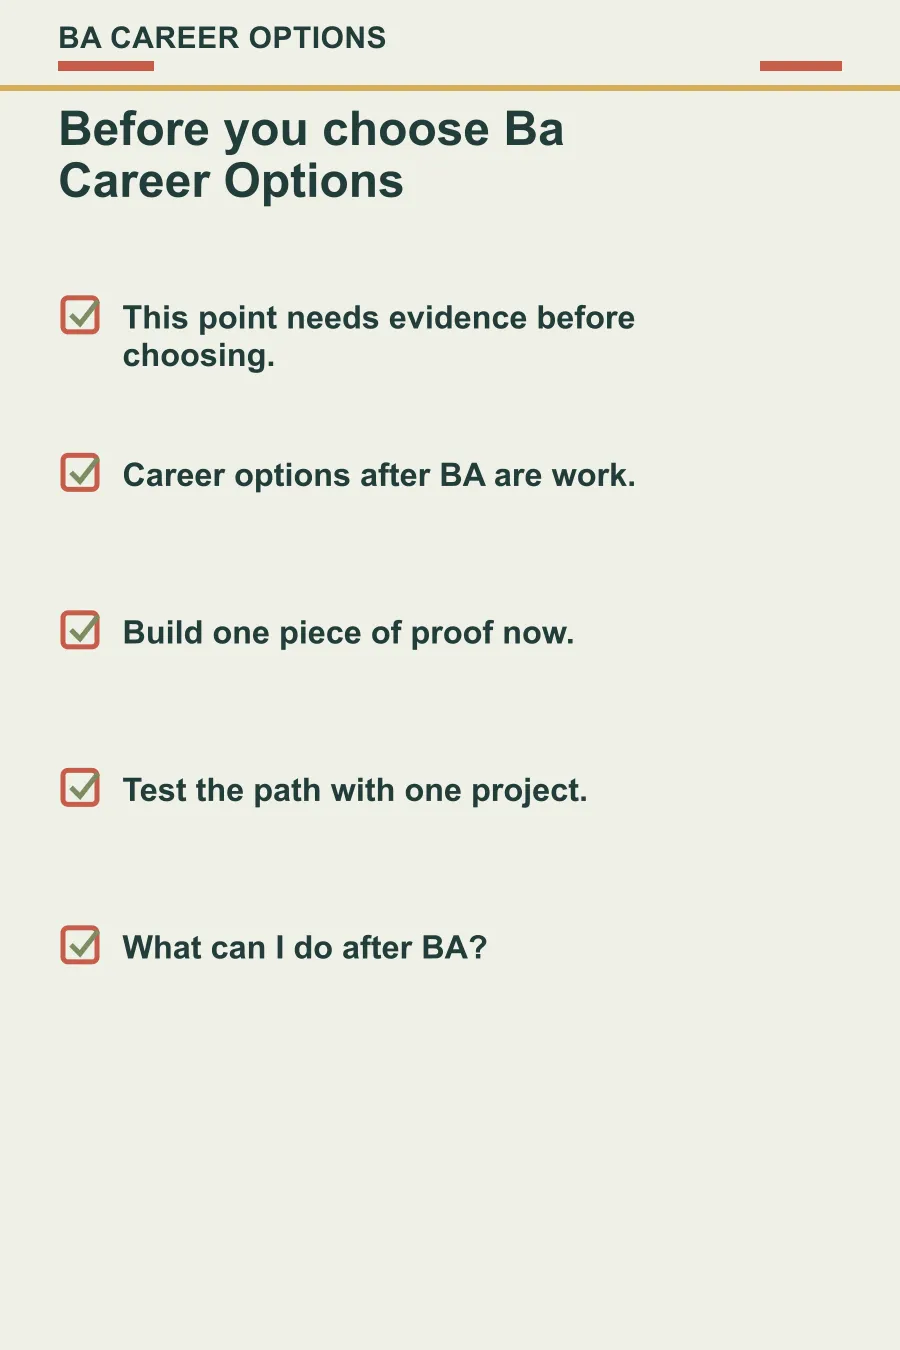 BA CAREER OPTIONS
Before you choose Ba
Career Options
This point needs evidence before
choosing.
Career options after BA are work.
Build one piece of proof now.
Test the path with one project.
What can I do after BA?